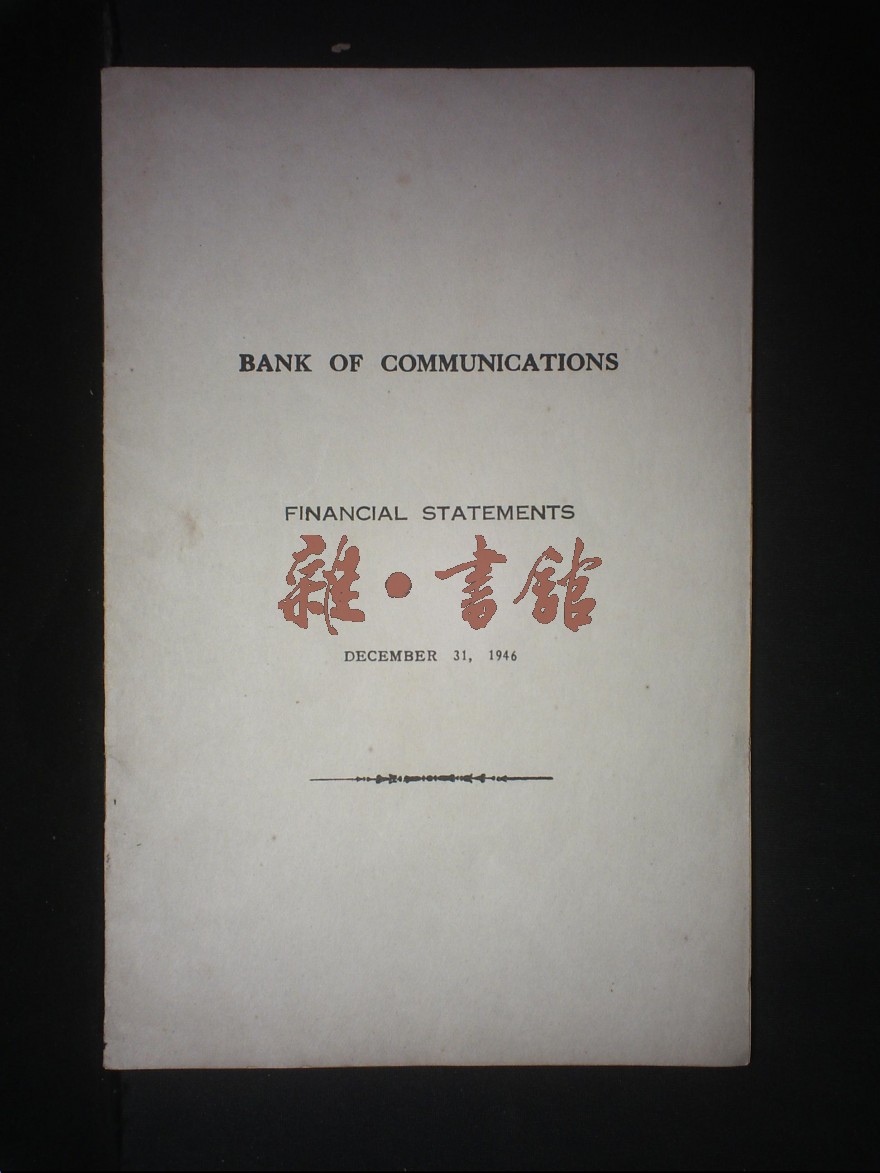 BANK OF COMMUNICATIONS
FINANCIAL STATEMENTS
雜·書館
DECEMBER 31, 1946